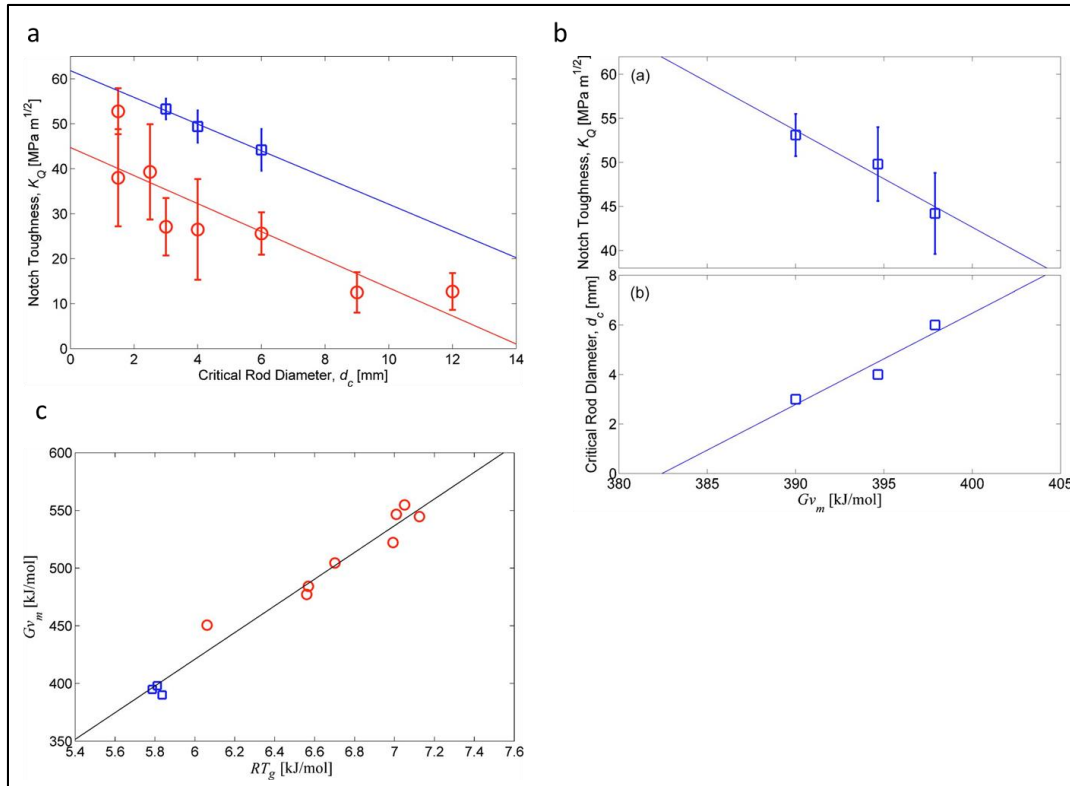 a
Notch Toughness, K_Q [MPa m^1/2]
60
50
40
30
20
10
0
0 2 4 6 8 10 12 14
Critical Rod Diameter, d_c [mm]
b
(a)
Notch Toughness, K_Q [MPa m^1/2]
60
55
50
45
40
(b)
Critical Rod Diameter, d_c [mm]
8
6
4
2
0
380 385 390 395 400 405
Gv_m [kJ/mol]
c
Gv_m [kJ/mol]
600
550
500
450
400
350
5.4 5.6 5.8 6 6.2 6.4 6.6 6.8 7 7.2 7.4 7.6
RT_g [kJ/mol]